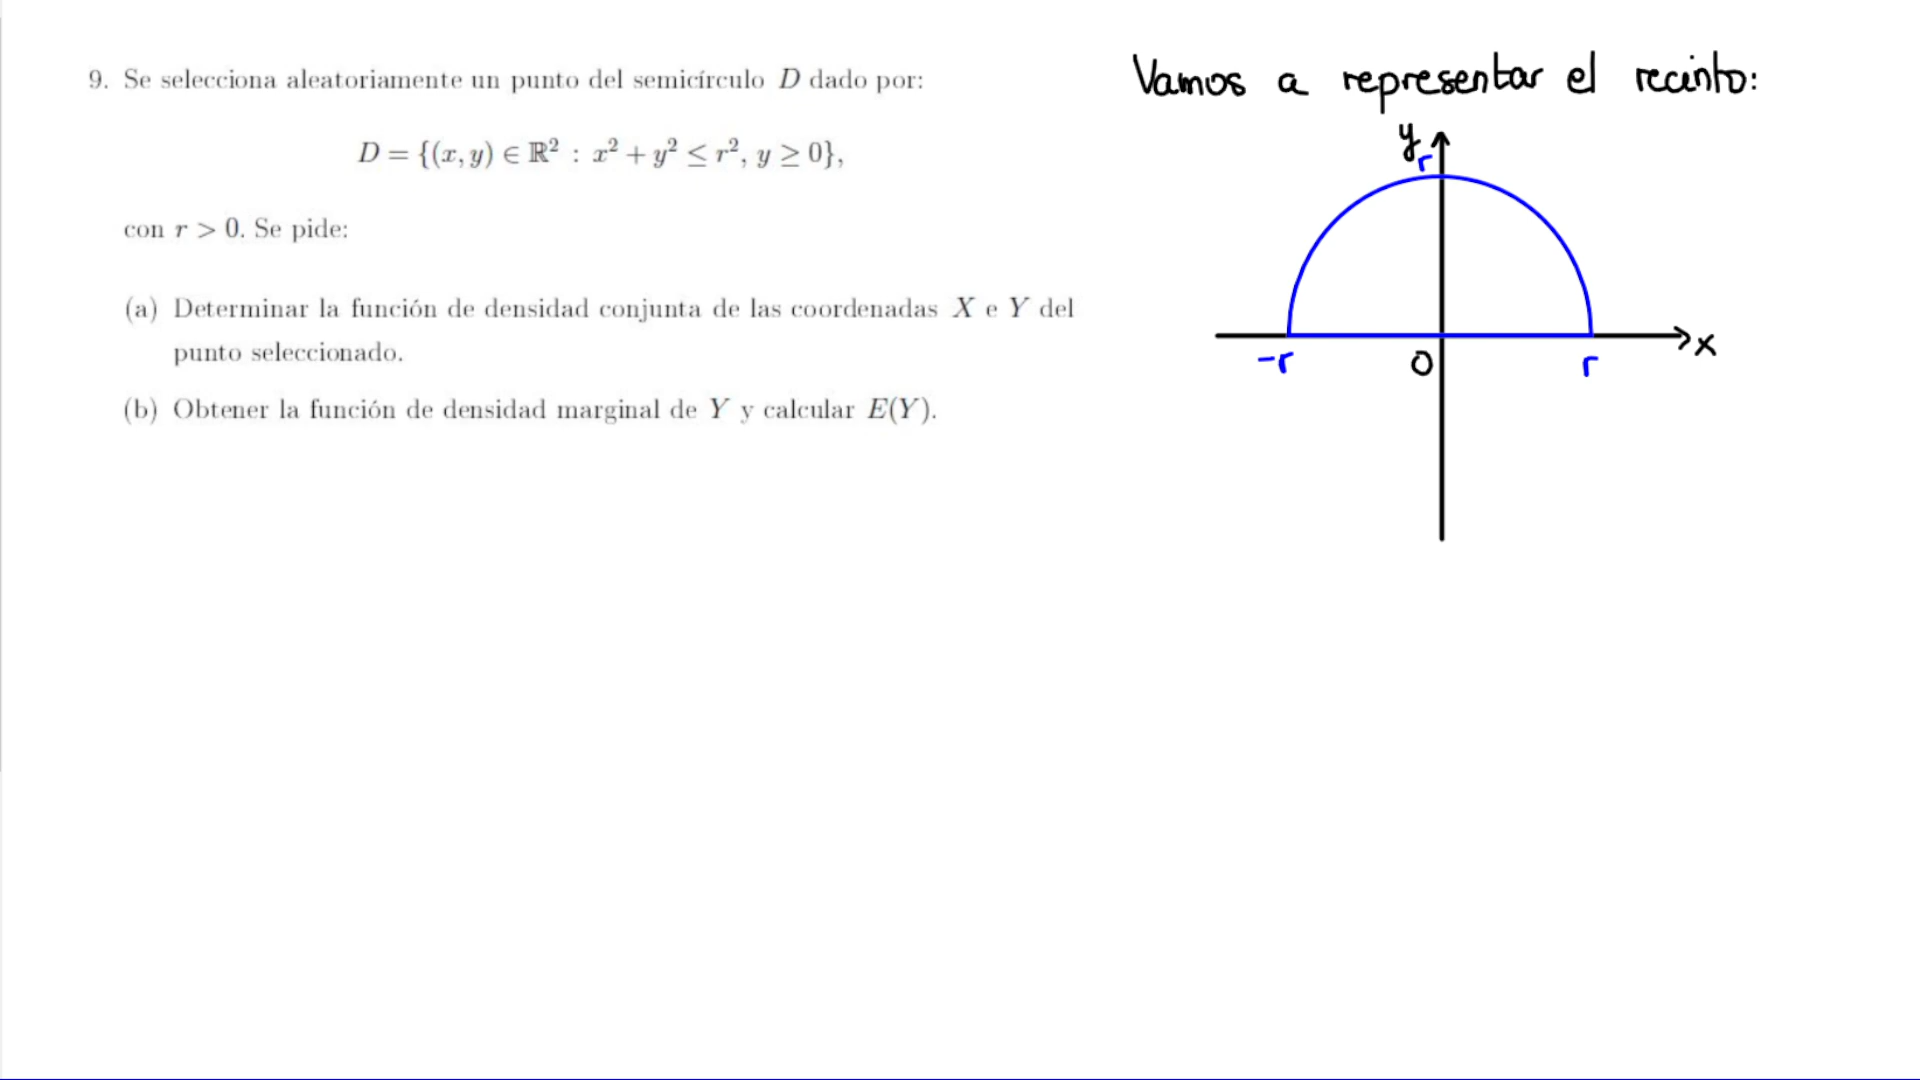 9. Se selecciona aleatoriamente un punto del semicírculo D dado por:
D = {(x, y) ∈ ℝ² : x² + y² ≤ r², y ≥ 0},
con r > 0. Se pide:
(a) Determinar la función de densidad conjunta de las coordenadas X e Y del
punto seleccionado.
(b) Obtener la función de densidad marginal de Y y calcular E(Y).
Vamos a representar el recinto:
y
r
x
-r
0
r